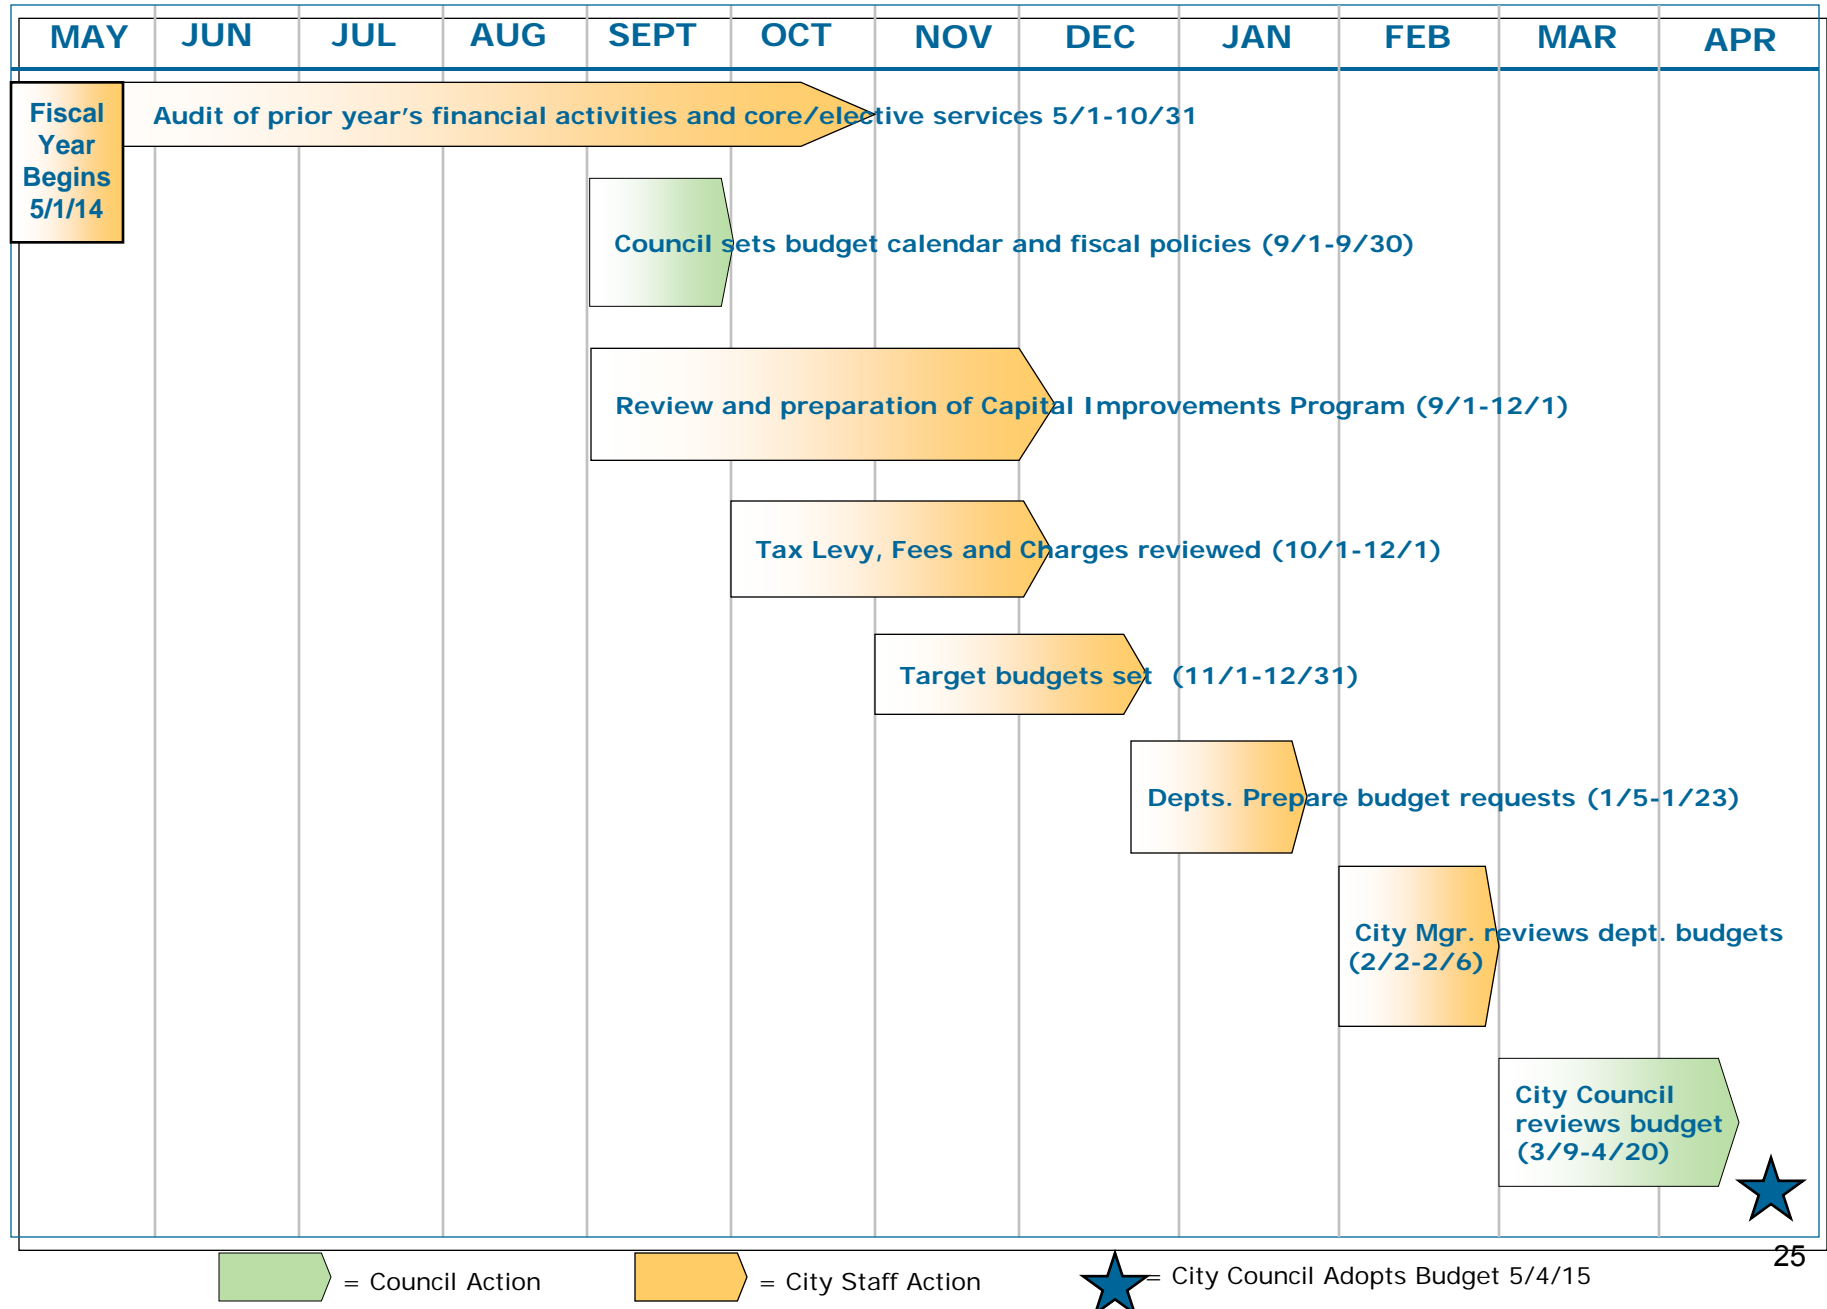 MAY JUN JUL AUG SEPT OCT NOV DEC JAN FEB MAR APR
Fiscal
Year
Begins
5/1/14
Audit of prior year's financial activities and core/elective services 5/1-10/31
Council sets budget calendar and fiscal policies (9/1-9/30)
Review and preparation of Capital Improvements Program (9/1-12/1)
Tax Levy, Fees and Charges reviewed (10/1-12/1)
Target budgets set (11/1-12/31)
Depts. Prepare budget requests (1/5-1/23)
City Mgr. reviews dept. budgets
(2/2-2/6)
City Council
reviews budget
(3/9-4/20)
25
= Council Action
= City Staff Action
= City Council Adopts Budget 5/4/15